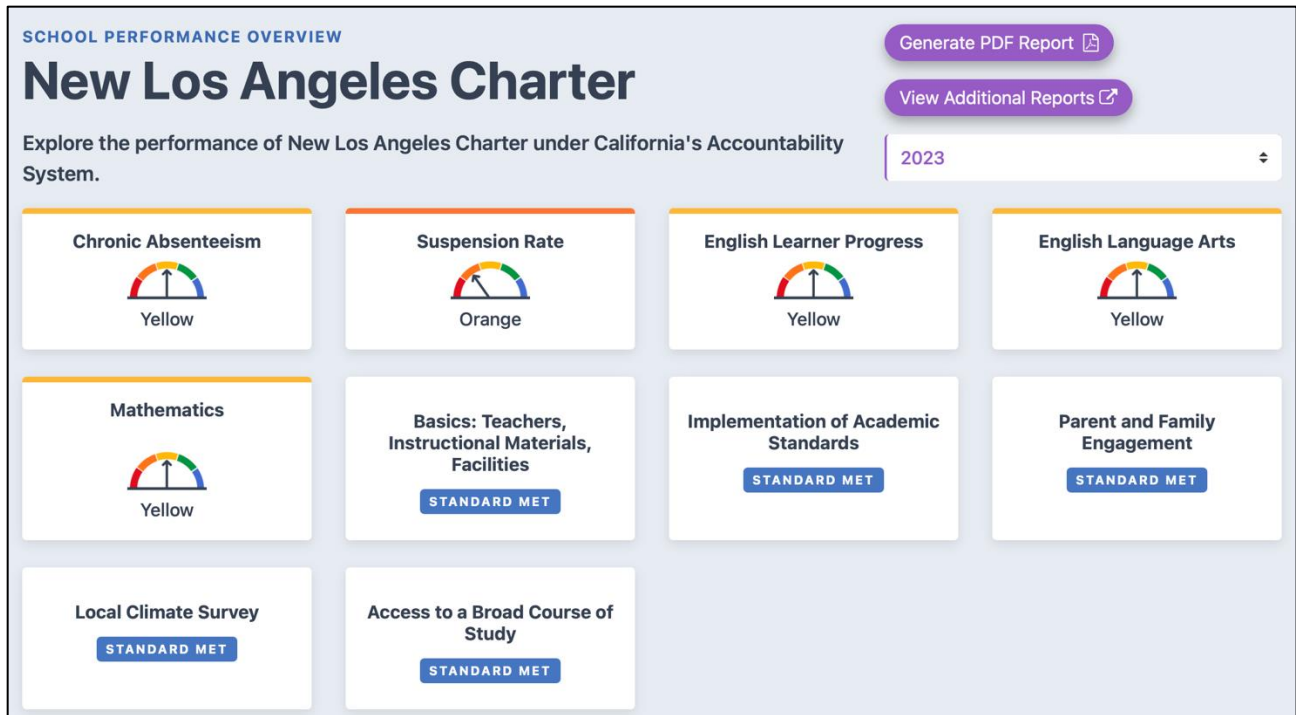 SCHOOL PERFORMANCE OVERVIEW
New Los Angeles Charter
Explore the performance of New Los Angeles Charter under California's Accountability
System.
Generate PDF Report
View Additional Reports
2023
Chronic Absenteeism
Yellow
Suspension Rate
Orange
English Learner Progress
Yellow
English Language Arts
Yellow
Mathematics
Yellow
Basics: Teachers,
Instructional Materials,
Facilities
STANDARD MET
Implementation of Academic
Standards
STANDARD MET
Parent and Family
Engagement
STANDARD MET
Local Climate Survey
STANDARD MET
Access to a Broad Course of
Study
STANDARD MET